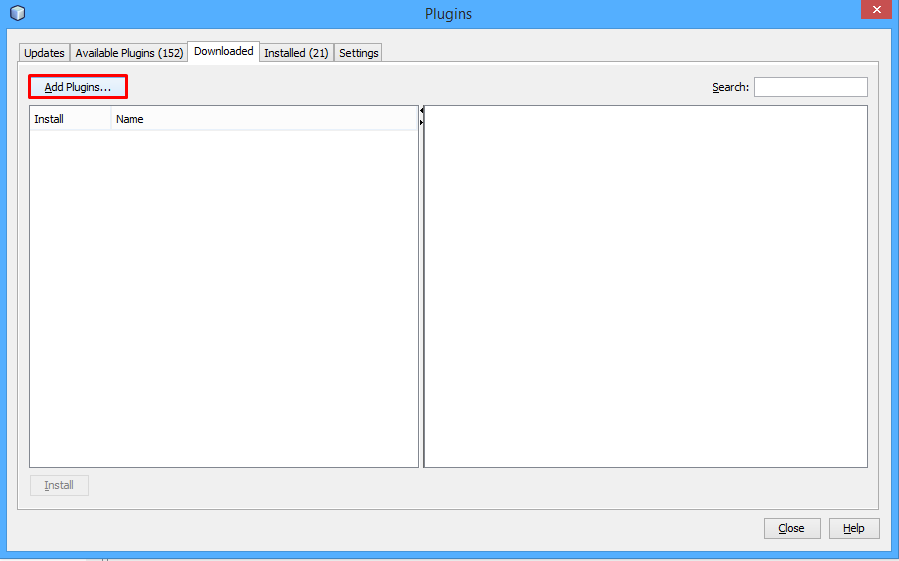 Plugins
Updates Available Plugins (152) Downloaded Installed (21) Settings
Add Plugins... Search:
Install Name
Install
Close Help